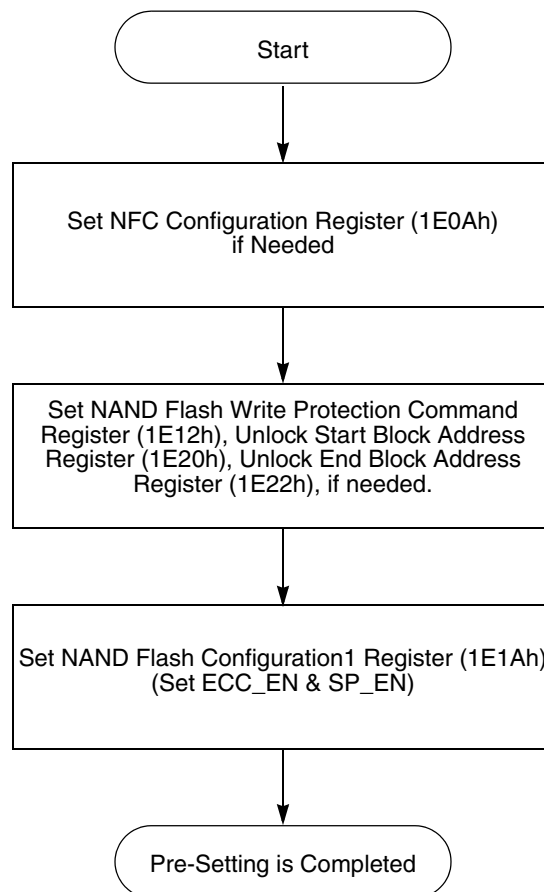 Start
Set NFC Configuration Register (1E0Ah)
if Needed
Set NAND Flash Write Protection Command
Register (1E12h), Unlock Start Block Address
Register (1E20h), Unlock End Block Address
Register (1E22h), if needed.
Set NAND Flash Configuration1 Register (1E1Ah)
(Set ECC_EN & SP_EN)
Pre-Setting is Completed